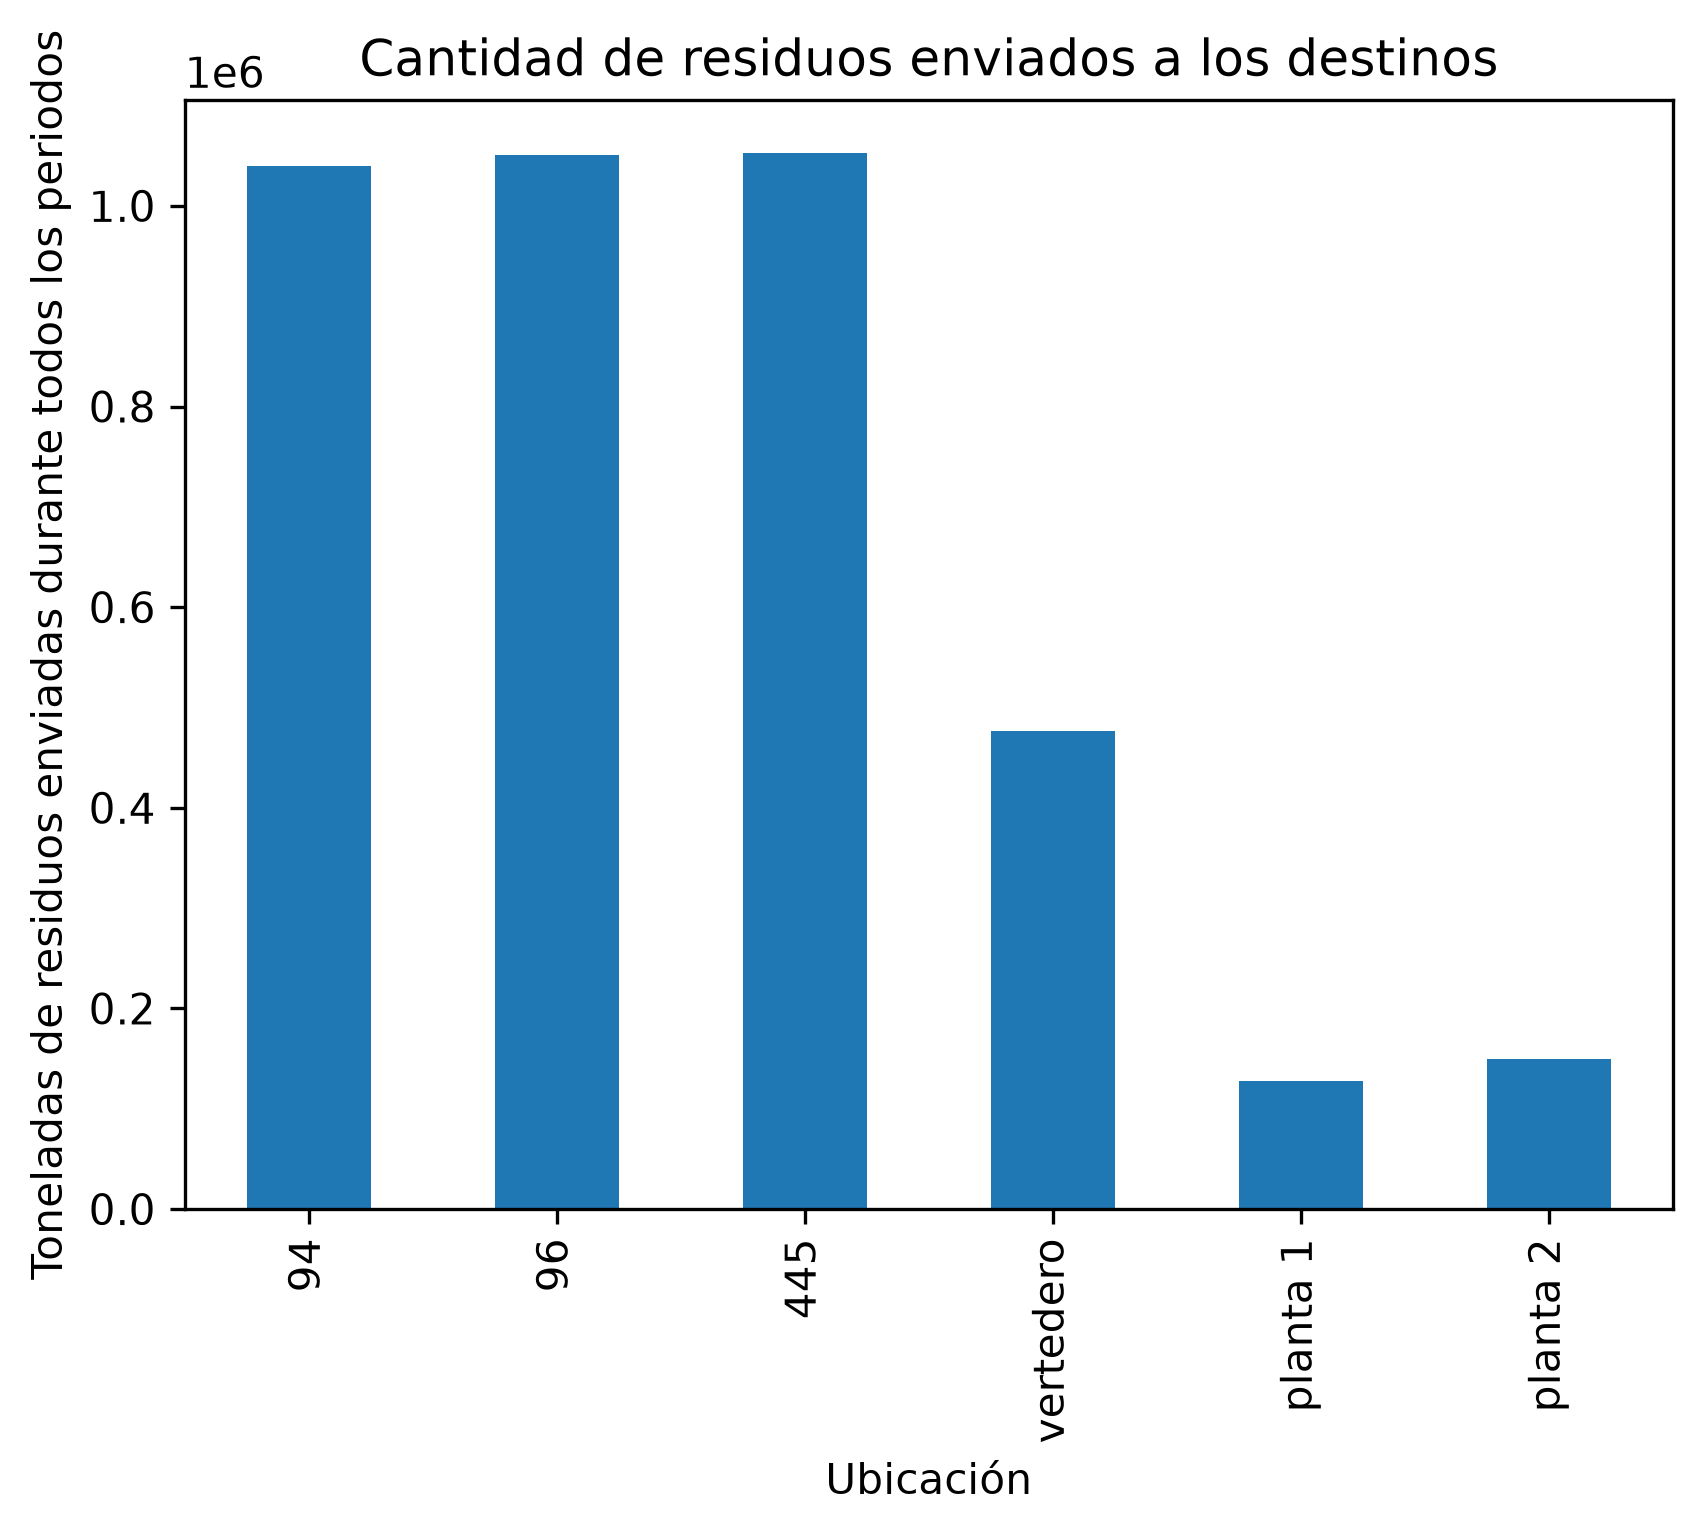 Cantidad de residuos enviados a los destinos
1e6
Toneladas de residuos enviadas durante todos los periodos
1.0
0.8
0.6
0.4
0.2
0.0
94
96
445
vertedero
planta 1
planta 2
Ubicación